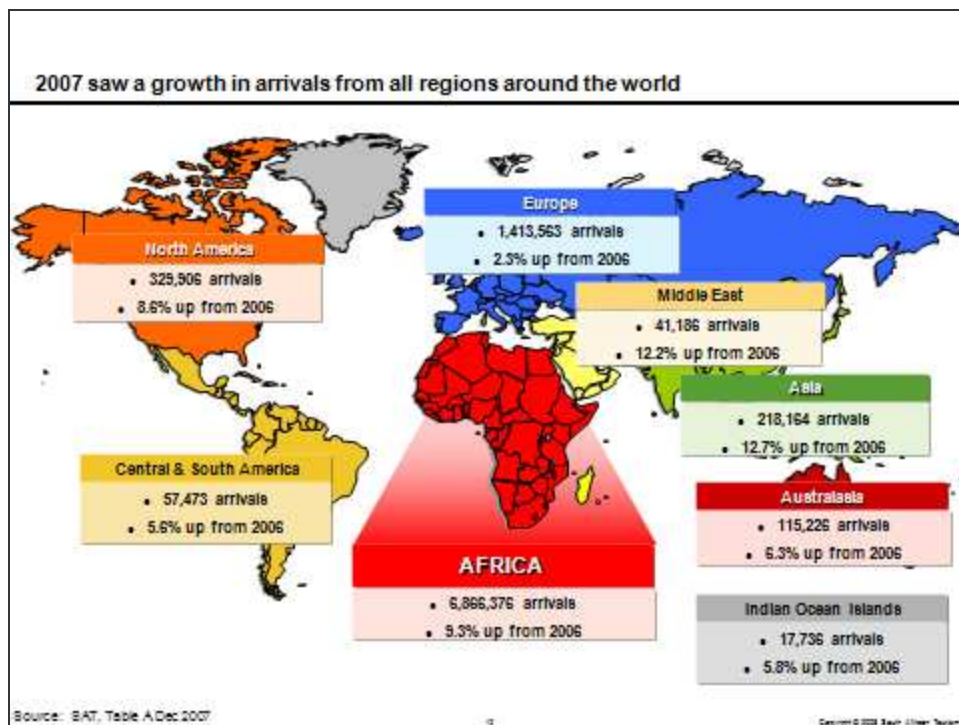 2007 saw a growth in arrivals from all regions around the world
Europe
• 1,413,563 arrivals
• 2.3% up from 2006
North America
• 329,906 arrivals
• 8.6% up from 2006
Middle East
• 41,186 arrivals
• 12.2% up from 2006
Asia
• 218,164 arrivals
• 12.7% up from 2006
Central & South America
• 57,473 arrivals
• 5.6% up from 2006
Australasia
• 115,226 arrivals
• 6.3% up from 2006
AFRICA
• 6,866,376 arrivals
• 9.3% up from 2006
Indian Ocean Islands
• 17,736 arrivals
• 5.8% up from 2006
Source: SAT, Table A Dec 2007